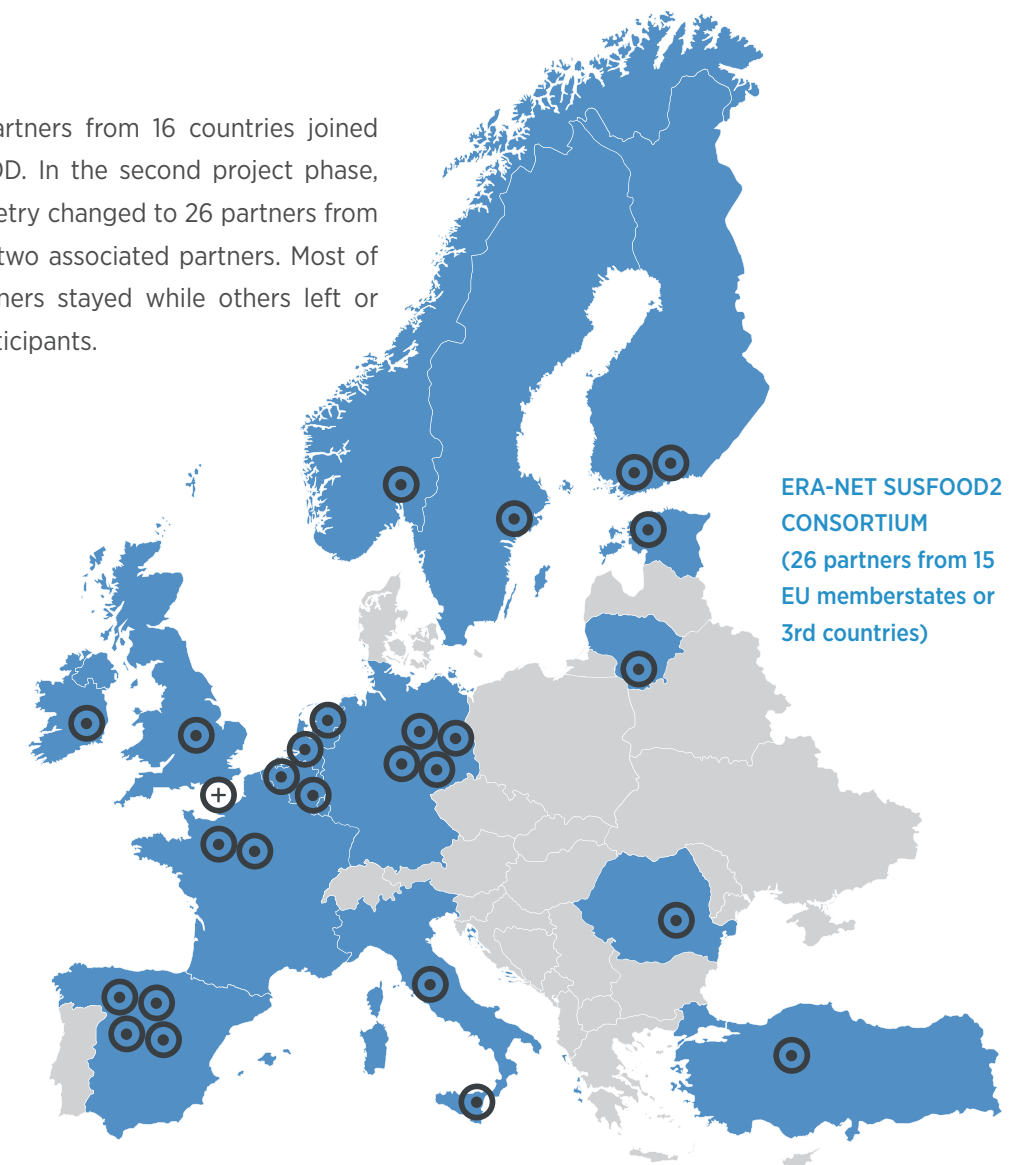 artners from 16 countries joined
OD. In the second project phase,
etry changed to 26 partners from
two associated partners. Most of
ners stayed while others left or
ticipants.
ERA-NET SUSFOOD2
CONSORTIUM
(26 partners from 15
EU memberstates or
3rd countries)